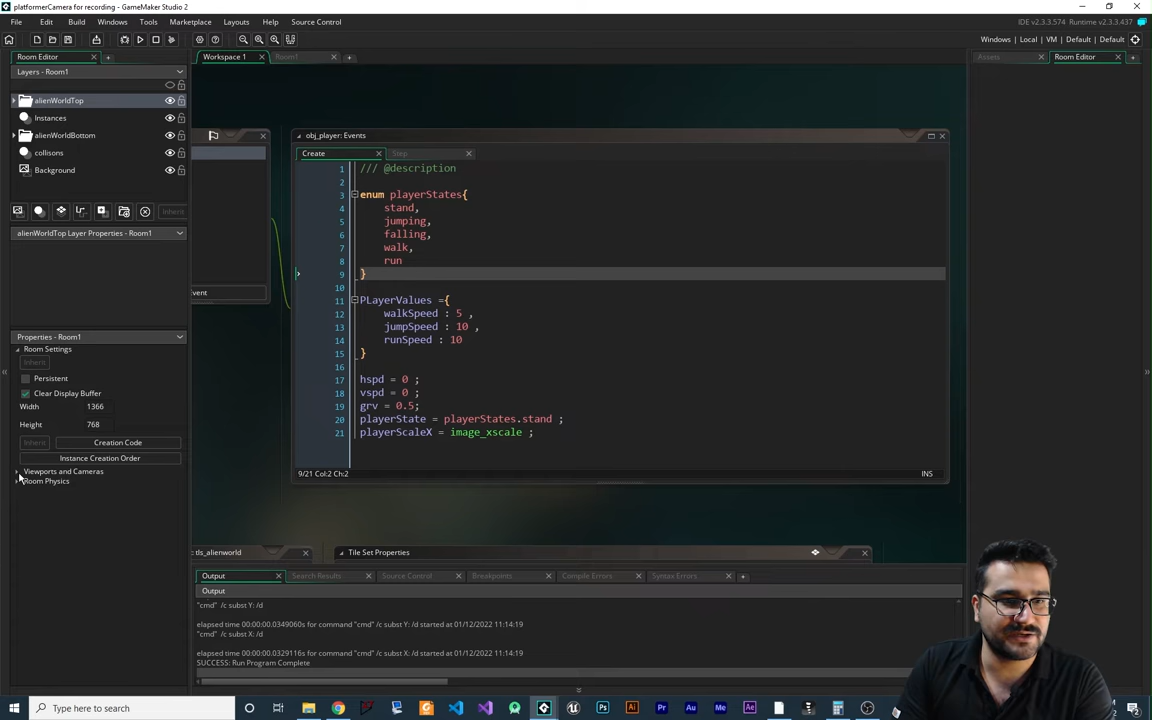 platformerCamera for recording - GameMaker Studio 2
File Edit Build Windows Tools Marketplace Layouts Help Source Control
IDE v2.3.3.574 Runtime v2.3.3.437
Windows | Local | VM | Default | Default
Room Editor
Workspace 1
Room1
Assets
Room Editor
Layers - Room1
alienWorldTop
Instances
alienWorldBottom
collisons
Background
Inherit
alienWorldTop Layer Properties - Room1
Properties - Room1
Room Settings
Inherit
Persistent
Clear Display Buffer
Width 1366
Height 768
Inherit Creation Code
Instance Creation Order
Viewports and Cameras
Room Physics
vent
obj_player: Events
Create
Step
1 /// @description
2
3 enum playerStates{
4 stand,
5 jumping,
6 falling,
7 walk,
8 run
9 }
10
11 PLayerValues ={
12 walkSpeed : 5 ,
13 jumpSpeed : 10 ,
14 runSpeed : 10
15 }
16
17 hspd = 0 ;
18 vspd = 0 ;
19 grv = 0.5;
20 playerState = playerStates.stand ;
21 playerScaleX = image_xscale ;
9/21 Col:2 Ch:2
INS
: tls_alienworld
Tile Set Properties
Output Search Results Source Control Breakpoints Compile Errors Syntax Errors
Output
"cmd" /c subst Y: /d
elapsed time 00:00:00.0349060s for command "cmd" /c subst Y: /d started at 01/12/2022 11:14:19
"cmd" /c subst X: /d
elapsed time 00:00:00.0329116s for command "cmd" /c subst X: /d started at 01/12/2022 11:14:19
SUCCESS: Run Program Complete
Type here to search